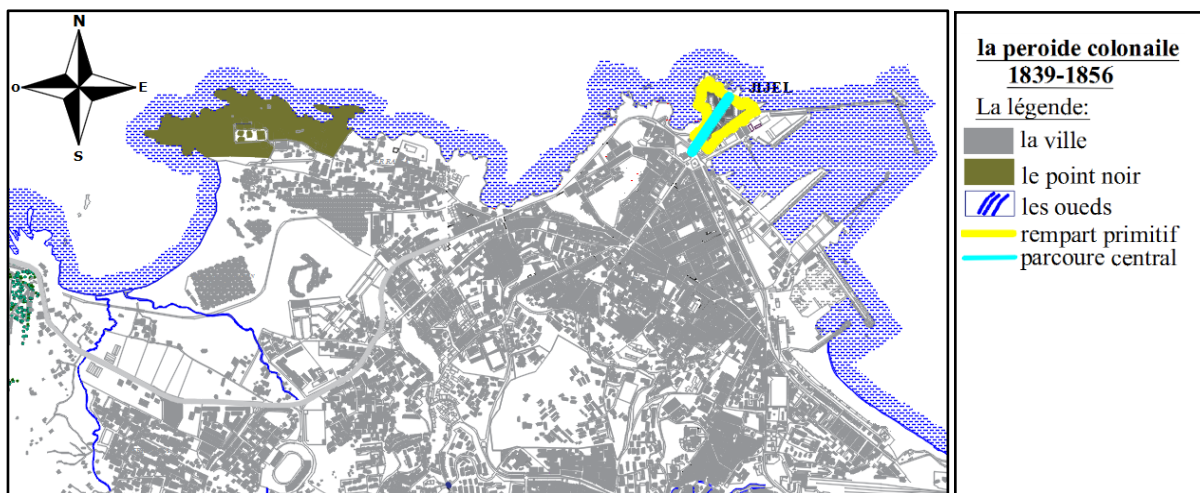 N
o
E
S
JIJEL
la peroide colonaile
1839-1856
La légende:
la ville
le point noir
les oueds
rempart primitif
parcoure central